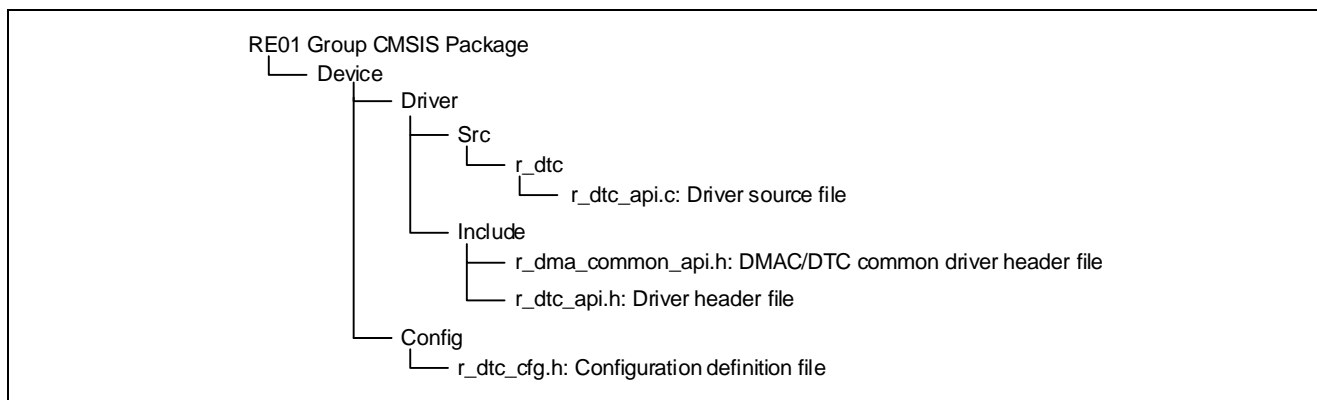 RE01 Group CMSIS Package
Device
Driver
Src
r_dtc
r_dtc_api.c: Driver source file
Include
r_dma_common_api.h: DMAC/DTC common driver header file
r_dtc_api.h: Driver header file
Config
r_dtc_cfg.h: Configuration definition file